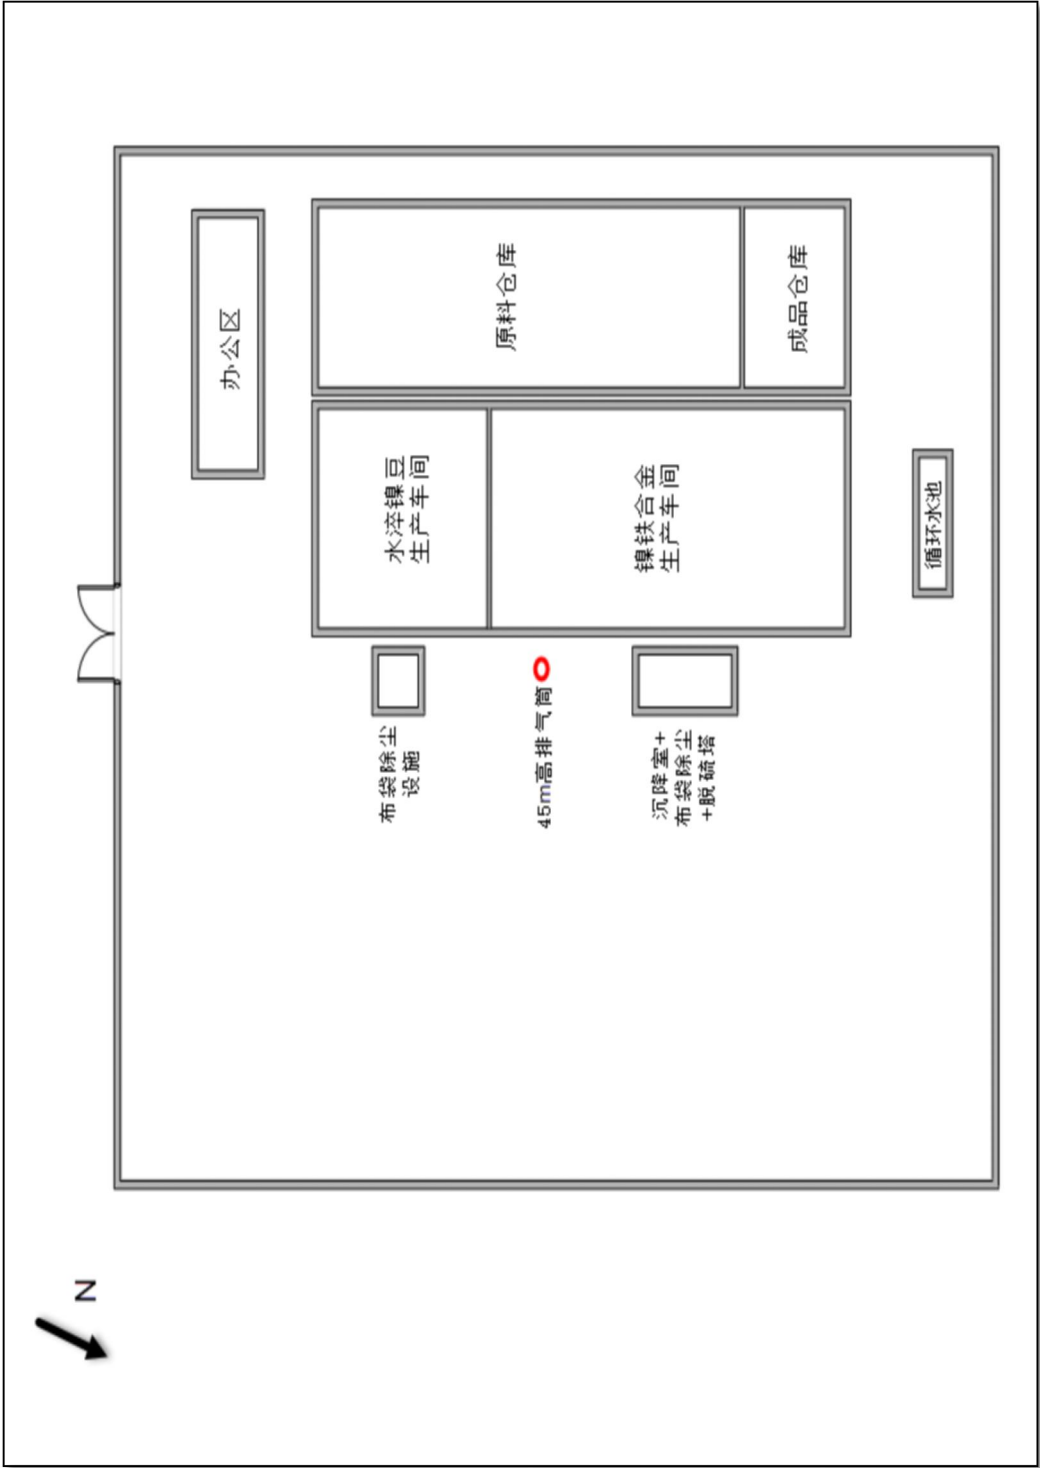 办公区
原料仓库
成品仓库
水淬镍豆
生产车间
镍铁合金
生产车间
循环水池
布袋除尘
设施
45m高排气筒
沉降室+
布袋除尘
+脱硫塔
N